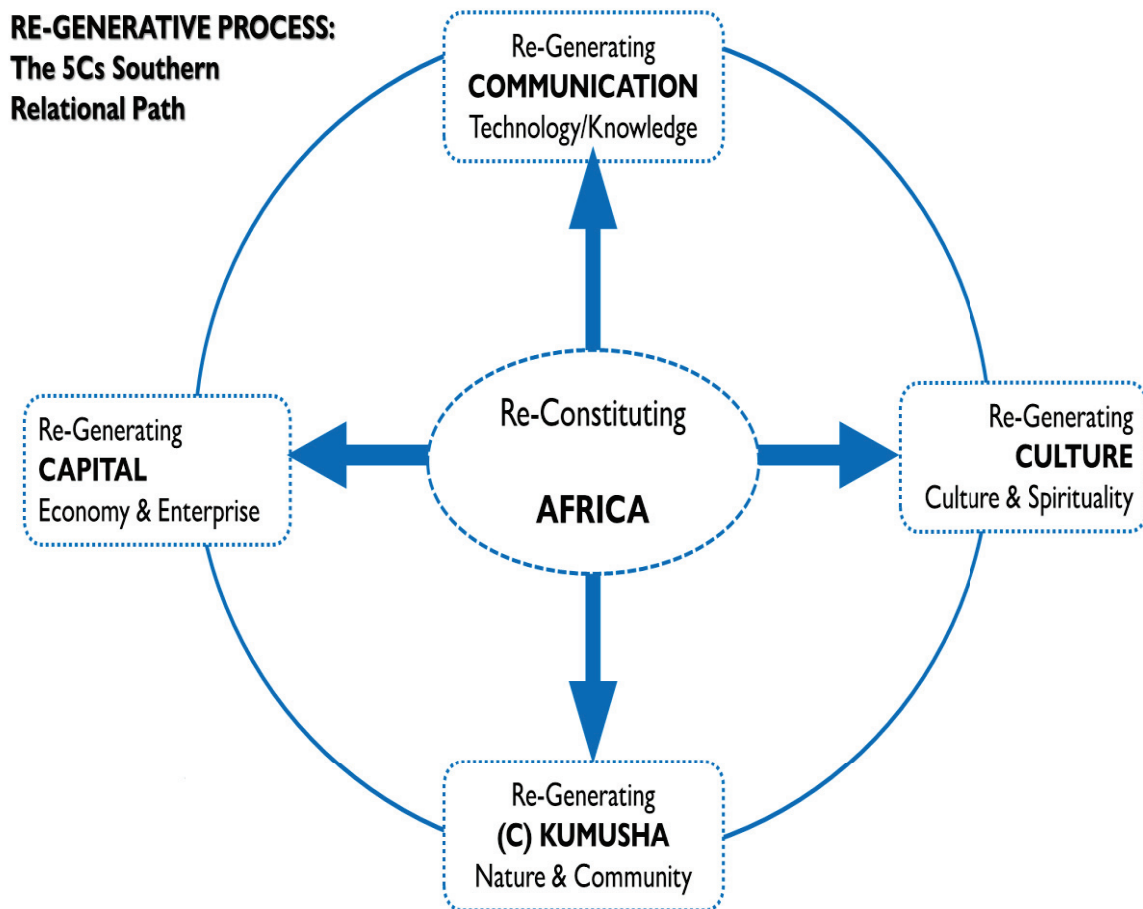 RE-GENERATIVE PROCESS:
The 5Cs Southern
Relational Path
Re-Generating
COMMUNICATION
Technology/Knowledge
Re-Generating
CAPITAL
Economy & Enterprise
Re-Constituting
AFRICA
Re-Generating
CULTURE
Culture & Spirituality
Re-Generating
(C) KUMUSHA
Nature & Community